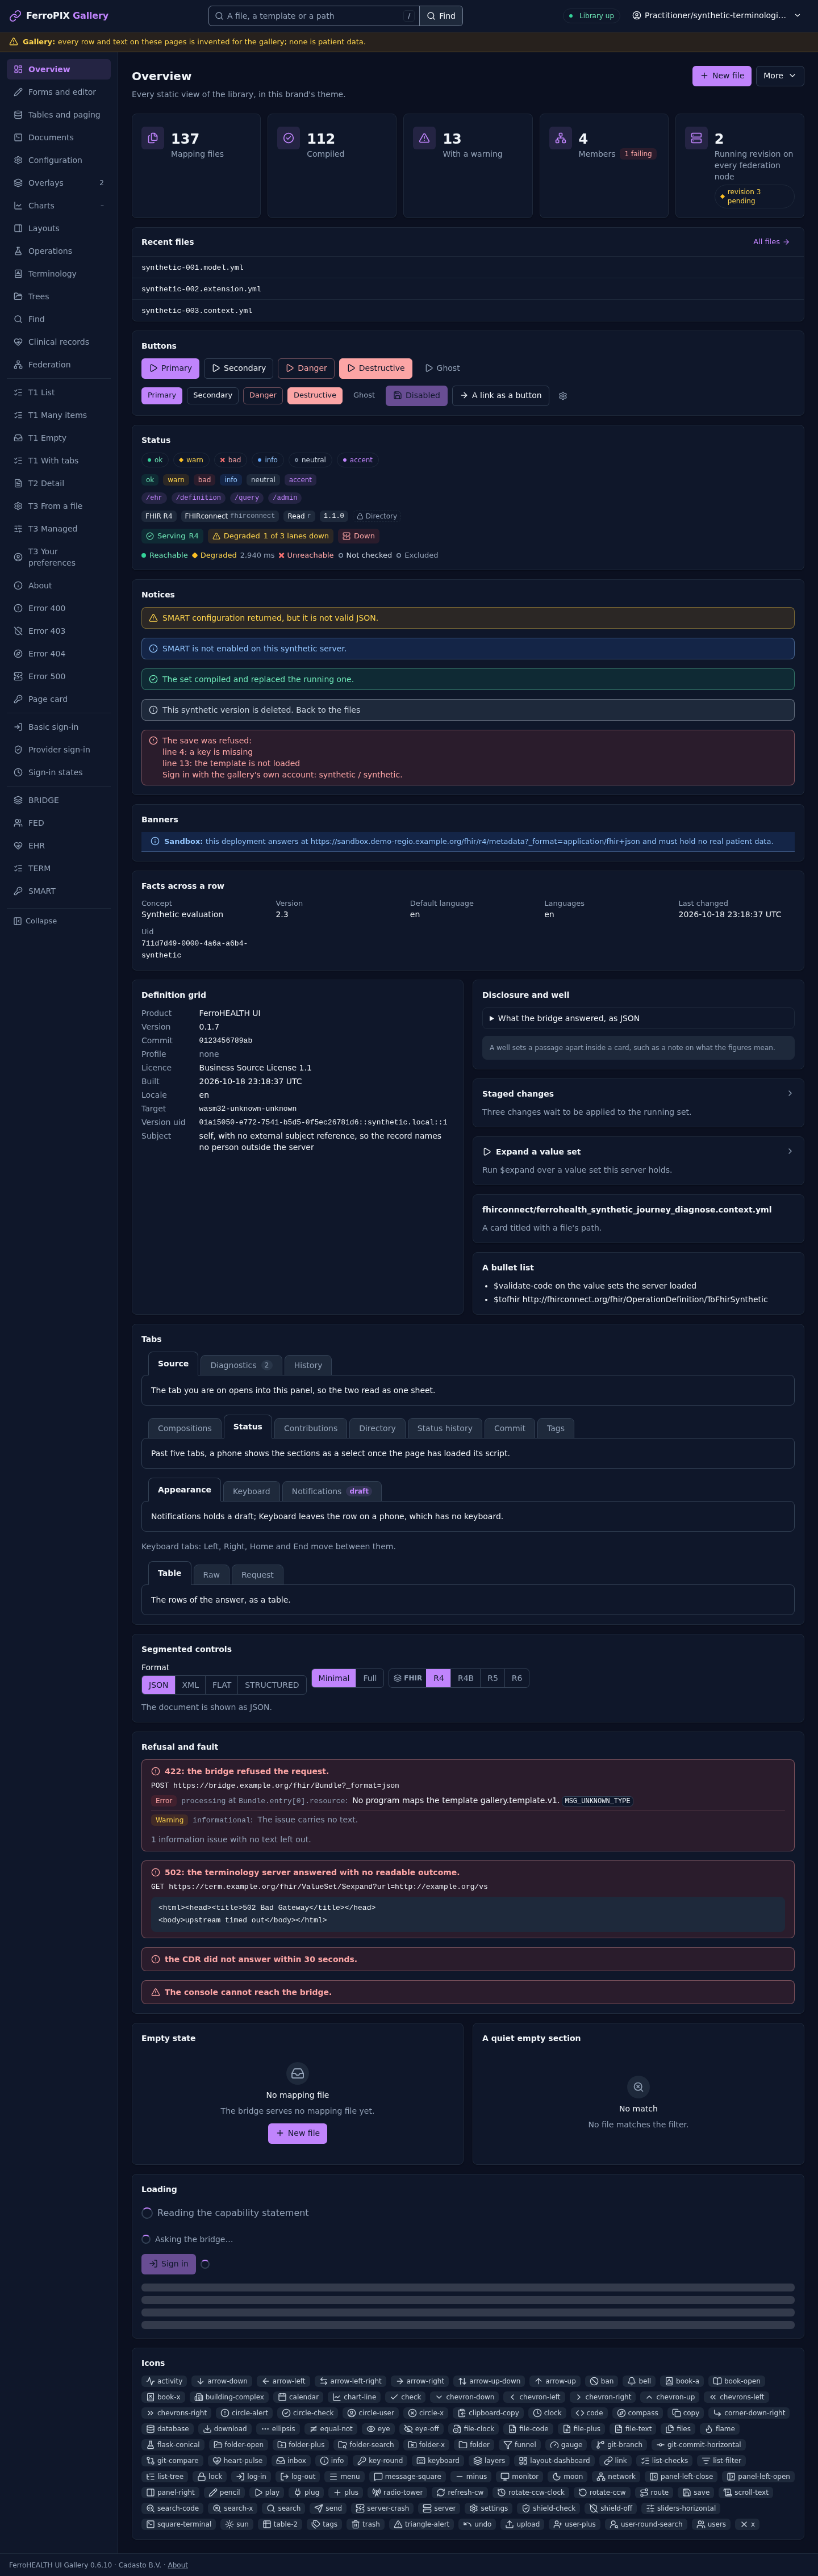 FerroPIX Gallery
A file, a template or a path
/
Find
Library up
Practitioner/synthetic-terminologi...
Gallery: every row and text on these pages is invented for the gallery; none is patient data.
Overview
Forms and editor
Tables and paging
Documents
Configuration
Overlays 2
Charts –
Layouts
Operations
Terminology
Trees
Find
Clinical records
Federation
T1 List
T1 Many items
T1 Empty
T1 With tabs
T2 Detail
T3 From a file
T3 Managed
T3 Your
preferences
About
Error 400
Error 403
Error 404
Error 500
Page card
Basic sign-in
Provider sign-in
Sign-in states
BRIDGE
FED
EHR
TERM
SMART
Collapse
Overview
New file
More
Every static view of the library, in this brand's theme.
137
Mapping files
112
Compiled
13
With a warning
4
Members 1 failing
2
Running revision on
every federation
node
revision 3
pending
Recent files
All files
synthetic-001.model.yml
synthetic-002.extension.yml
synthetic-003.context.yml
Buttons
Primary Secondary Danger Destructive Ghost
Primary Secondary Danger Destructive Ghost Disabled A link as a button
Status
ok warn bad info neutral accent
ok warn bad info neutral accent
/ehr /definition /query /admin
FHIR R4 FHIRconnect fhirconnect Read r 1.1.0 Directory
Serving R4 Degraded 1 of 3 lanes down Down
Reachable Degraded 2,940 ms Unreachable Not checked Excluded
Notices
SMART configuration returned, but it is not valid JSON.
SMART is not enabled on this synthetic server.
The set compiled and replaced the running one.
This synthetic version is deleted. Back to the files
The save was refused:
line 4: a key is missing
line 13: the template is not loaded
Sign in with the gallery's own account: synthetic / synthetic.
Banners
Sandbox: this deployment answers at https://sandbox.demo-regio.example.org/fhir/r4/metadata?_format=application/fhir+json and must hold no real patient data.
Facts across a row
Concept
Synthetic evaluation
Version
2.3
Default language
en
Languages
en
Last changed
2026-10-18 23:18:37 UTC
Uid
711d7d49-0000-4a6a-a6b4-
synthetic
Definition grid
Product FerroHEALTH UI
Version 0.1.7
Commit 0123456789ab
Profile none
Licence Business Source License 1.1
Built 2026-10-18 23:18:37 UTC
Locale en
Target wasm32-unknown-unknown
Version uid 01a15050-e772-7541-b5d5-0f5ec26781d6::synthetic.local::1
Subject self, with no external subject reference, so the record names
no person outside the server
Disclosure and well
What the bridge answered, as JSON
A well sets a passage apart inside a card, such as a note on what the figures mean.
Staged changes
Three changes wait to be applied to the running set.
Expand a value set
Run $expand over a value set this server holds.
fhirconnect/ferrohealth_synthetic_journey_diagnose.context.yml
A card titled with a file's path.
A bullet list
• $validate-code on the value sets the server loaded
• $tofhir http://fhirconnect.org/fhir/OperationDefinition/ToFhirSynthetic
Tabs
Source Diagnostics 2 History
The tab you are on opens into this panel, so the two read as one sheet.
Compositions Status Contributions Directory Status history Commit Tags
Past five tabs, a phone shows the sections as a select once the page has loaded its script.
Appearance Keyboard Notifications draft
Notifications holds a draft; Keyboard leaves the row on a phone, which has no keyboard.
Keyboard tabs: Left, Right, Home and End move between them.
Table Raw Request
The rows of the answer, as a table.
Segmented controls
Format
JSON XML FLAT STRUCTURED
Minimal Full
FHIR R4 R4B R5 R6
The document is shown as JSON.
Refusal and fault
422: the bridge refused the request.
POST https://bridge.example.org/fhir/Bundle?_format=json
Error processing at Bundle.entry[0].resource: No program maps the template gallery.template.v1. MSG_UNKNOWN_TYPE
Warning informational: The issue carries no text.
1 information issue with no text left out.
502: the terminology server answered with no readable outcome.
GET https://term.example.org/fhir/ValueSet/$expand?url=http://example.org/vs
<html><head><title>502 Bad Gateway</title></head>
<body>upstream timed out</body></html>
the CDR did not answer within 30 seconds.
The console cannot reach the bridge.
Empty state
No mapping file
The bridge serves no mapping file yet.
New file
A quiet empty section
No match
No file matches the filter.
Loading
Reading the capability statement
Asking the bridge...
Sign in
Icons
activity arrow-down arrow-left arrow-left-right arrow-right arrow-up-down arrow-up ban bell book-a book-open
book-x building-complex calendar chart-line check chevron-down chevron-left chevron-right chevron-up chevrons-left
chevrons-right circle-alert circle-check circle-user circle-x clipboard-copy clock code compass copy corner-down-right
database download ellipsis equal-not eye eye-off file-clock file-code file-plus file-text files flame
flask-conical folder-open folder-plus folder-search folder-x folder funnel gauge git-branch git-commit-horizontal
git-compare heart-pulse inbox info key-round keyboard layers layout-dashboard link list-checks list-filter
list-tree lock log-in log-out menu message-square minus monitor moon network panel-left-close panel-left-open
panel-right pencil play plug plus radio-tower refresh-cw rotate-ccw-clock rotate-ccw route save scroll-text
search-code search-x search send server-crash server settings shield-check shield-off sliders-horizontal
square-terminal sun table-2 tags trash triangle-alert undo upload user-plus user-round-search users x
FerroHEALTH UI Gallery 0.6.10 · Cadasto B.V. · About